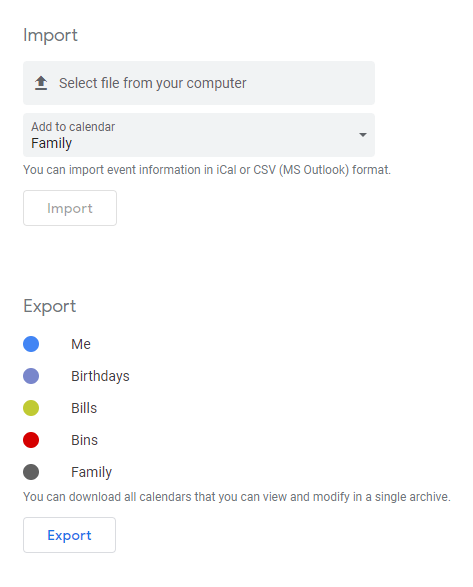 Import
Select file from your computer
Add to calendar
Family
You can import event information in iCal or CSV (MS Outlook) format.
Import
Export
Me
Birthdays
Bills
Bins
Family
You can download all calendars that you can view and modify in a single archive.
Export